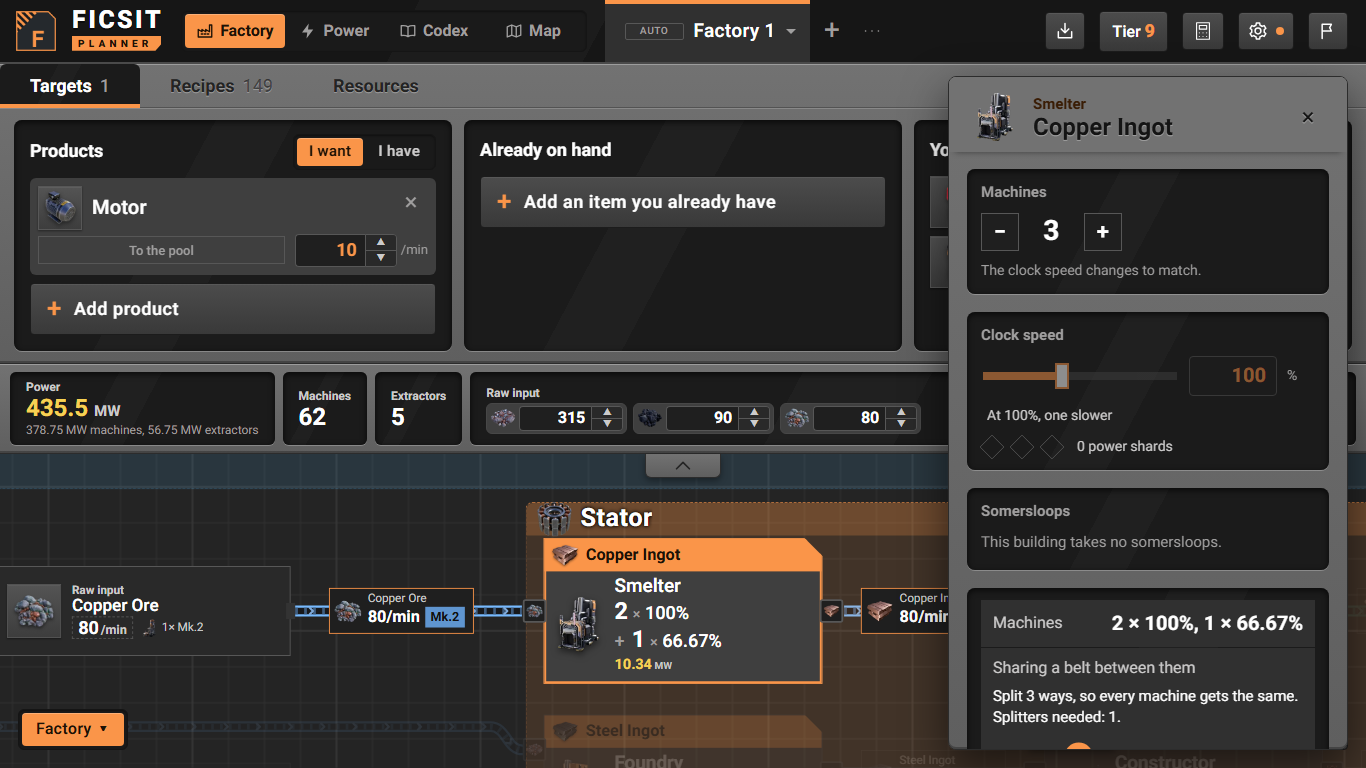 F
FICSIT
PLANNER
Factory
Power
Codex
Map
AUTO
Factory 1
+
...
Tier 9
Targets 1
Recipes 149
Resources
Products
I want
I have
Motor
×
To the pool
10
/min
+ Add product
Already on hand
+ Add an item you already have
Yo
Smelter
Copper Ingot
×
Machines
- 3 +
The clock speed changes to match.
Clock speed
100 %
At 100%, one slower
0 power shards
Somersloops
This building takes no somersloops.
Machines 2 × 100%, 1 × 66.67%
Sharing a belt between them
Split 3 ways, so every machine gets the same.
Splitters needed: 1.
Power
435.5 MW
378.75 MW machines, 56.75 MW extractors
Machines
62
Extractors
5
Raw input
315
90
80
Raw input
Copper Ore
80 /min
1× Mk.2
Copper Ore
80/min Mk.2
Stator
Copper Ingot
Smelter
2 × 100%
+ 1 × 66.67%
10.34 MW
Copper In
80/min
Steel Ingot
Foundry
Steel Ingot
Constructor
Factory